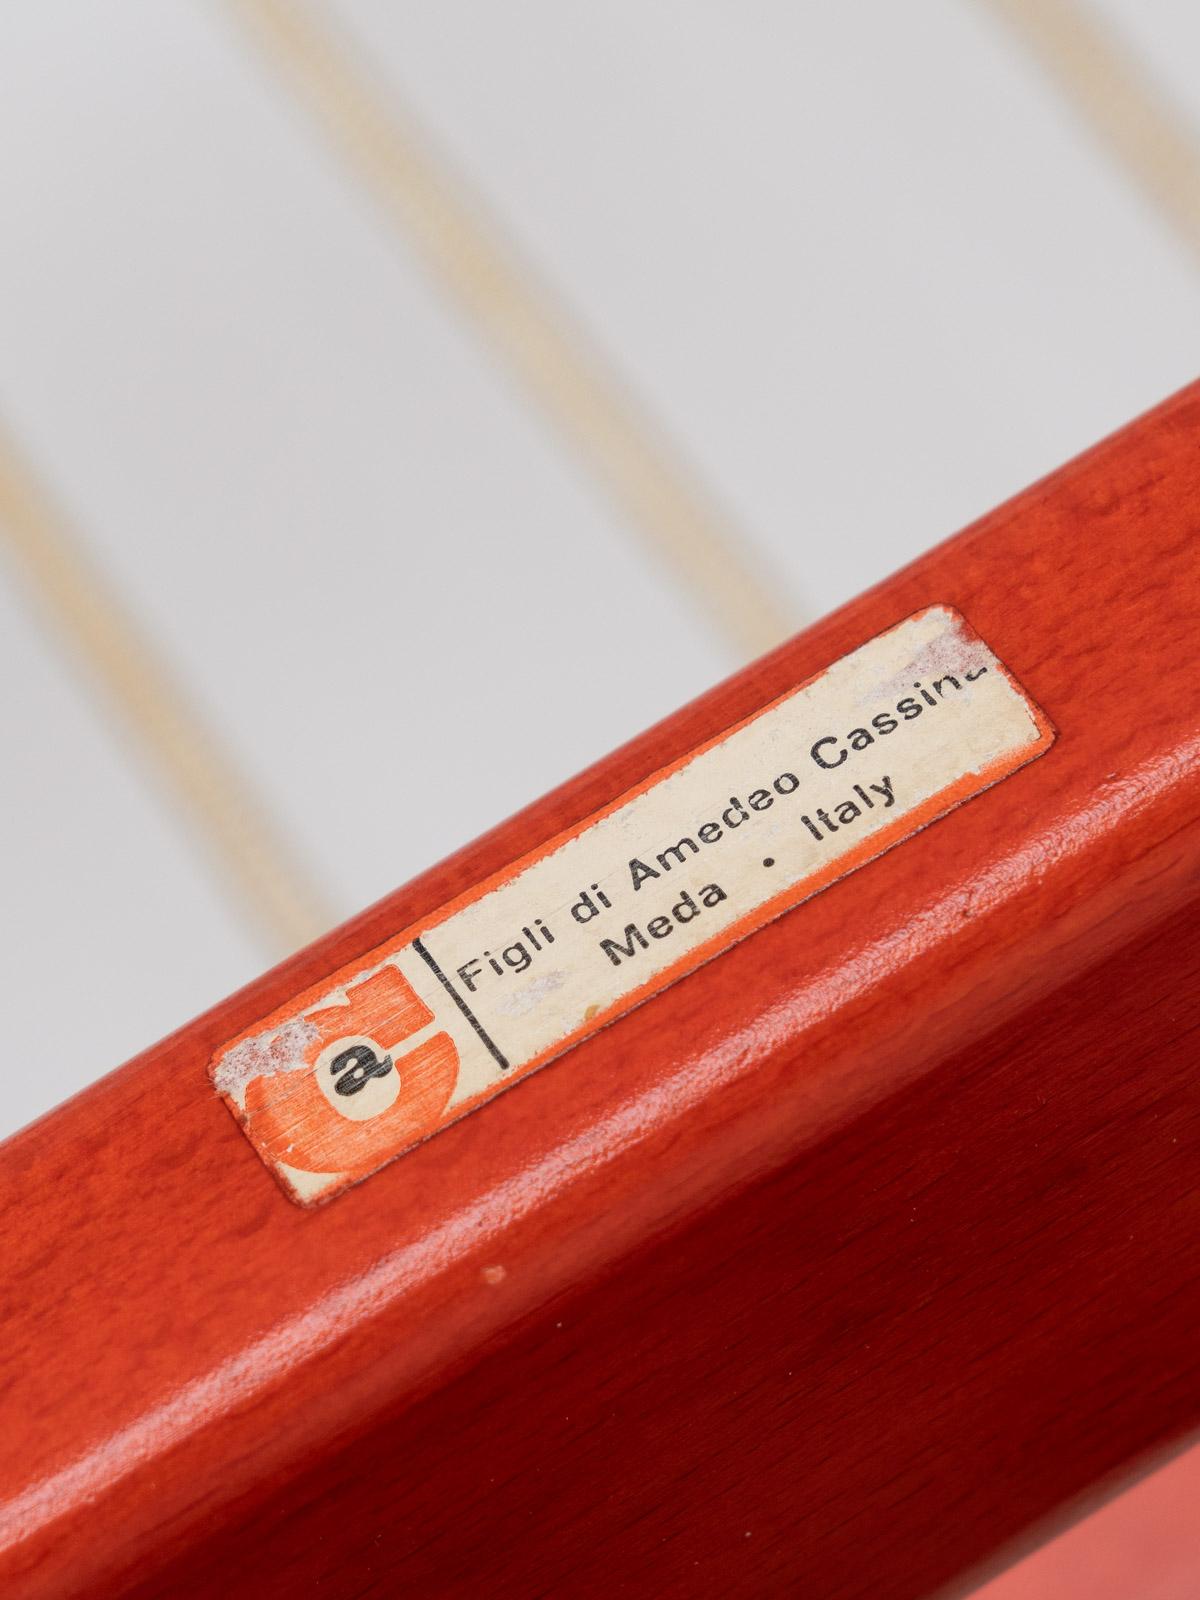 a
Figli di Amedeo Cassina
Meda • Italy